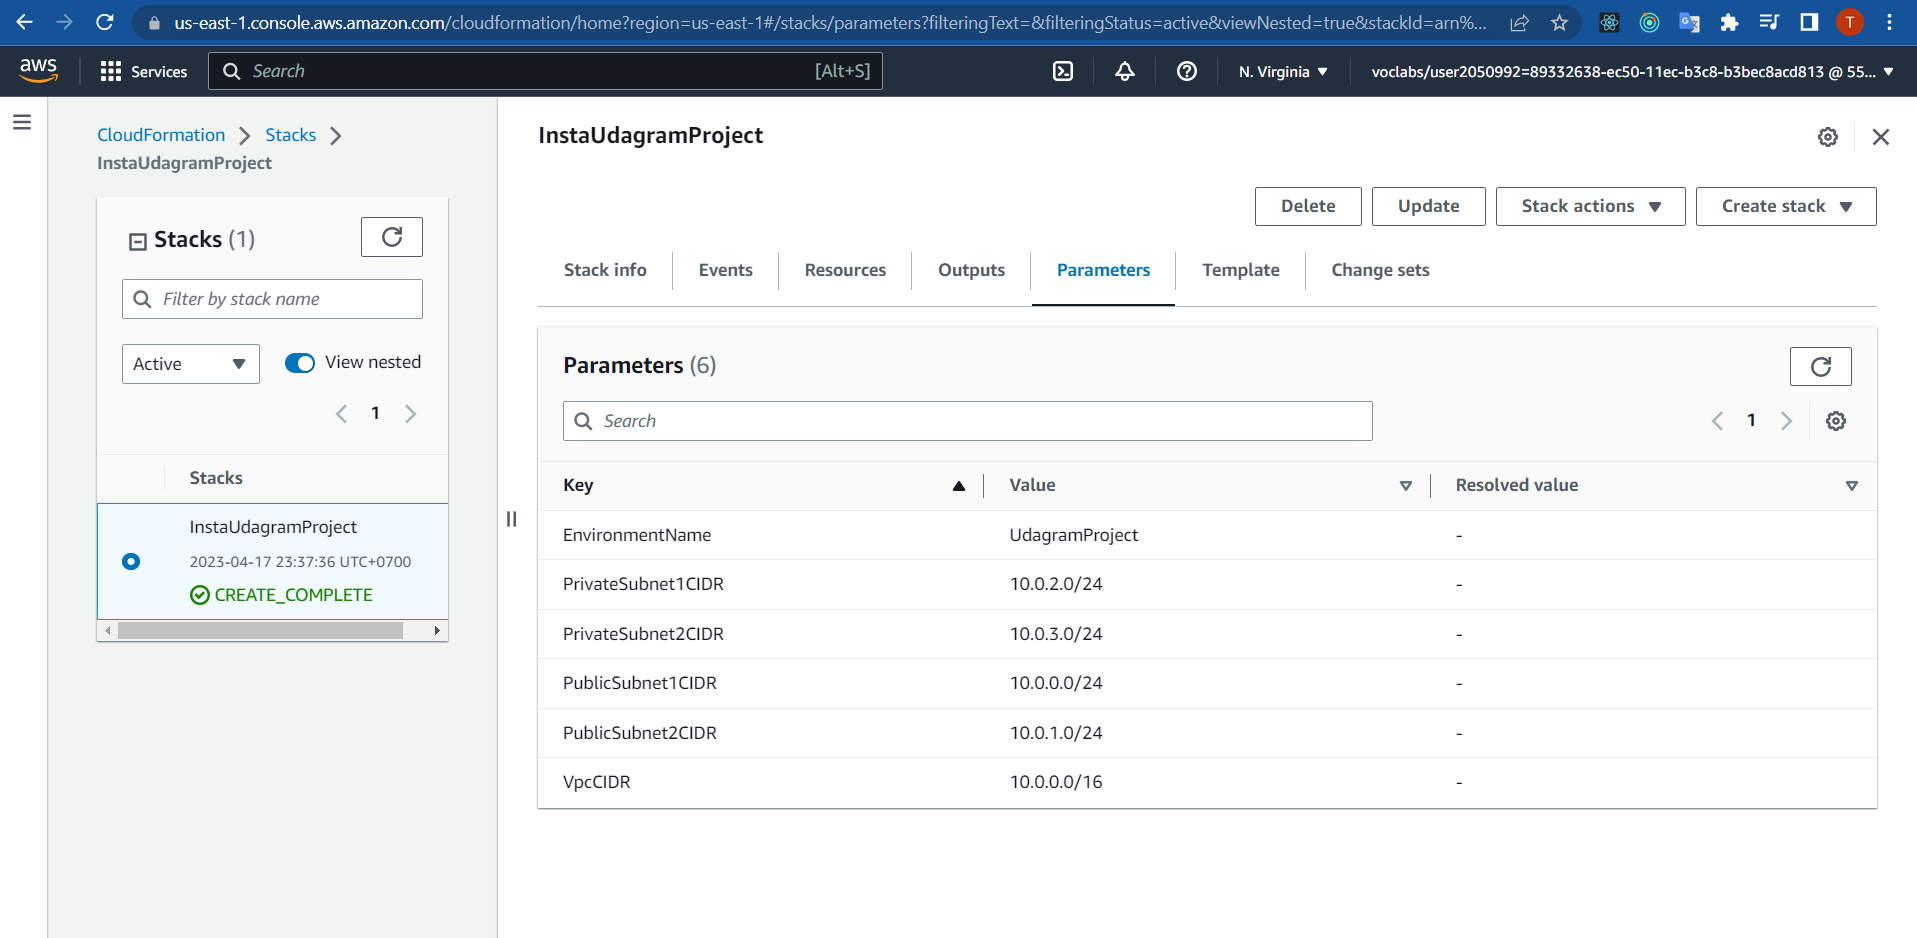 us-east-1.console.aws.amazon.com/cloudformation/home?region=us-east-1#/stacks/parameters?filteringText=&filteringStatus=active&viewNested=true&stackId=arn%...
T
aws
Services
Search
[Alt+S]
N. Virginia
voclabs/user2050992=89332638-ec50-11ec-b3c8-b3bec8acd813 @ 55...
CloudFormation
Stacks
InstaUdagramProject
Stacks (1)
Filter by stack name
Active
View nested
1
Stacks
InstaUdagramProject
2023-04-17 23:37:36 UTC+0700
CREATE_COMPLETE
InstaUdagramProject
Delete
Update
Stack actions
Create stack
Stack info
Events
Resources
Outputs
Parameters
Template
Change sets
Parameters (6)
Search
1
Key Value Resolved value
EnvironmentName UdagramProject -
PrivateSubnet1CIDR 10.0.2.0/24 -
PrivateSubnet2CIDR 10.0.3.0/24 -
PublicSubnet1CIDR 10.0.0.0/24 -
PublicSubnet2CIDR 10.0.1.0/24 -
VpcCIDR 10.0.0.0/16 -